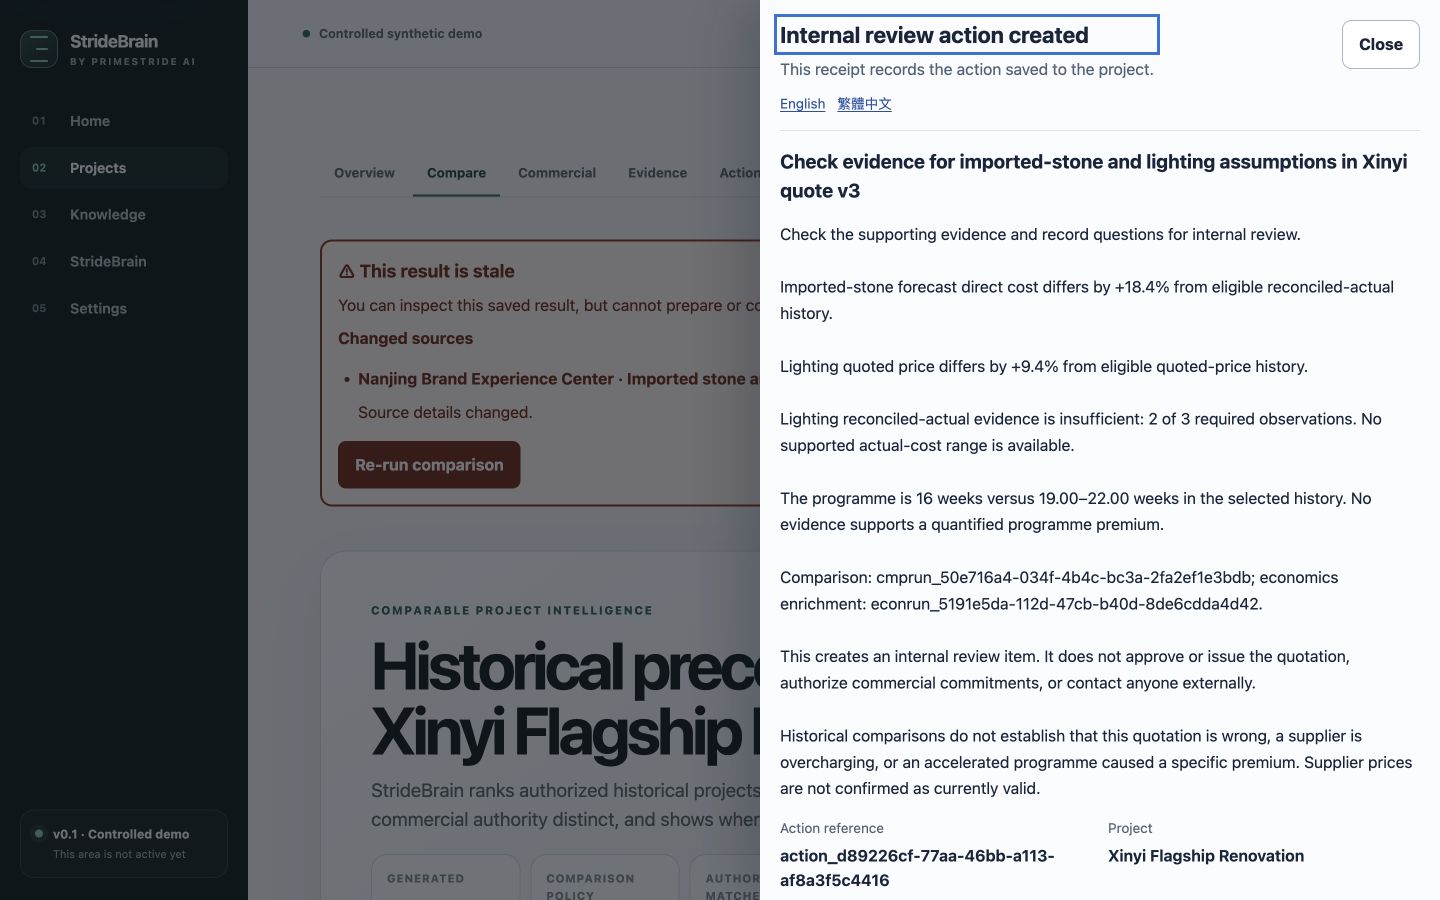 StrideBrain
BY PRIMESTRIDE AI
01 Home
02 Projects
03 Knowledge
04 StrideBrain
05 Settings
v0.1 · Controlled demo
This area is not active yet
Controlled synthetic demo
Overview Compare Commercial Evidence Action
This result is stale
You can inspect this saved result, but cannot prepare or
Changed sources
• Nanjing Brand Experience Center · Imported stone
Source details changed.
Re-run comparison
COMPARABLE PROJECT INTELLIGENCE
Historical prec
Xinyi Flagship
StrideBrain ranks authorized historical projects
commercial authority distinct, and shows
GENERATED
COMPARISON
POLICY
AUTHOR
MATCHE
Internal review action created
This receipt records the action saved to the project.
Close
English 繁體中文
Check evidence for imported-stone and lighting assumptions in Xinyi
quote v3
Check the supporting evidence and record questions for internal review.
Imported-stone forecast direct cost differs by +18.4% from eligible reconciled-actual
history.
Lighting quoted price differs by +9.4% from eligible quoted-price history.
Lighting reconciled-actual evidence is insufficient: 2 of 3 required observations. No
supported actual-cost range is available.
The programme is 16 weeks versus 19.00–22.00 weeks in the selected history. No
evidence supports a quantified programme premium.
Comparison: cmprun_50e716a4-034f-4b4c-bc3a-2fa2ef1e3bdb; economics
enrichment: econrun_5191e5da-112d-47cb-b40d-8de6cdda4d42.
This creates an internal review item. It does not approve or issue the quotation,
authorize commercial commitments, or contact anyone externally.
Historical comparisons do not establish that this quotation is wrong, a supplier is
overcharging, or an accelerated programme caused a specific premium. Supplier prices
are not confirmed as currently valid.
Action reference
action_d89226cf-77aa-46bb-a113-
af8a3f5c4416
Project
Xinyi Flagship Renovation